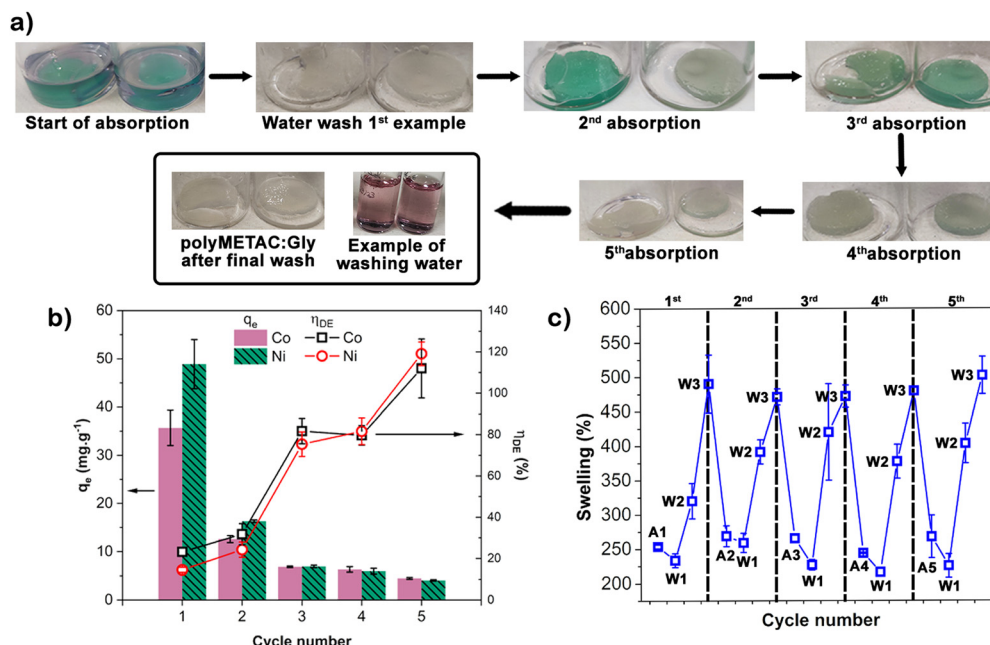 a)
Start of absorption
Water wash 1st example
2nd absorption
3rd absorption
polyMETAC:Gly
after final wash
Example of
washing water
5thabsorption
4thabsorption
b)
qe ηDE
Co Co
Ni Ni
60
50
40
30
20
10
0
qe (mg.g-1)
140
120
100
80
60
40
20
0
ηDE (%)
1 2 3 4 5
Cycle number
c)
1st 2nd 3rd 4th 5th
600
550
500
450
400
350
300
250
200
Swelling (%)
A1 W1 W2 W3
A2 W1 W2 W3
A3 W1 W2 W3
A4 W1 W2 W3
A5 W1 W2 W3
Cycle number